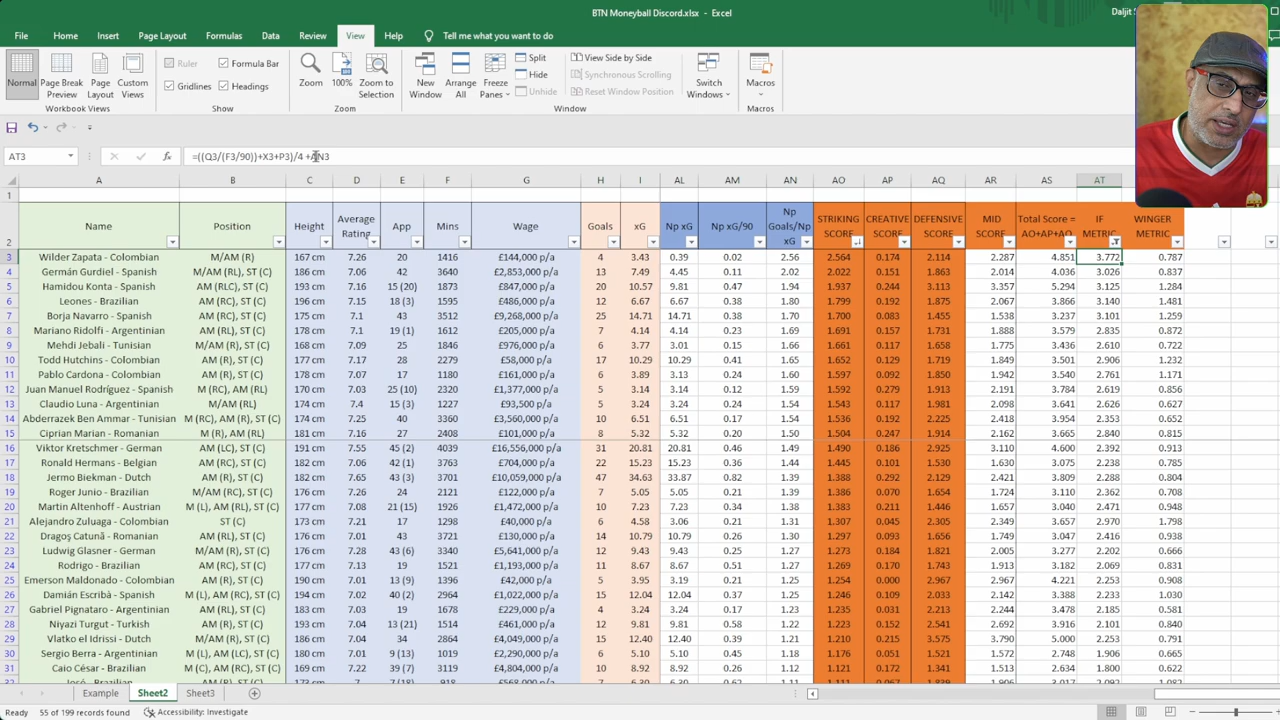 BTN Moneyball Discord.xlsx - Excel
Daljit
File Home Insert Page Layout Formulas Data Review View Help Tell me what you want to do
Normal Page Break Preview Page Layout Custom Views
Workbook Views
Ruler Formula Bar
Gridlines Headings
Show
Zoom 100% Zoom to Selection
Zoom
New Window Arrange All Freeze Panes
Split
Hide
Unhide
View Side by Side
Synchronous Scrolling
Reset Window Position
Window
Switch Windows
Macros
Macros
AT3 =((Q3/(F3/90))+X3+P3)/4 +AN3
A B C D E F G H I AL AM AN AO AP AQ AR AS AT
1
2 Name Position Height Average Rating App Mins Wage Goals xG Np xG Np xG/90 Np Goals/Np xG STRIKING SCORE CREATIVE SCORE DEFENSIVE SCORE MID SCORE Total Score = AO+AP+AQ IF METRIC WINGER METRIC
3 Wilder Zapata - Colombian M/AM (R) 167 cm 7.26 20 1416 £144,000 p/a 4 3.43 0.39 0.02 2.56 2.564 0.174 2.114 2.287 4.851 3.772 0.787
4 Germán Gurdiel - Spanish M/AM (RL), ST (C) 176 cm 7.06 42 3640 £2,853,000 p/a 13 7.49 4.45 0.11 2.02 2.022 0.151 1.863 2.014 4.036 3.026 0.837
5 Hamidou Konta - Spanish AM (RLC), ST (C) 193 cm 7.16 15 (20) 1873 £847,000 p/a 20 10.57 9.81 0.47 1.94 1.937 0.244 3.113 3.357 5.294 3.125 1.284
6 Leones - Brazilian AM (RL), ST (C) 192 cm 7.15 18 (3) 1595 £486,000 p/a 12 6.67 6.67 0.38 1.80 1.799 0.192 1.875 2.067 3.866 3.140 1.481
7 Borja Navarro - Spanish AM (R), ST (C) 175 cm 7.1 43 3512 £9,268,000 p/a 25 14.71 14.71 0.38 1.70 1.700 0.083 1.455 1.538 3.237 3.101 1.259
8 Mariano Ridolfi - Argentinian M/AM (RL), ST (C) 174 cm 7.1 19 (1) 1612 £205,000 p/a 7 4.14 4.14 0.23 1.69 1.691 0.157 1.731 1.888 3.579 2.835 0.872
9 Mehdi Jebali - Tunisian M/AM (R), ST (C) 168 cm 7.09 25 1846 £976,000 p/a 6 3.77 3.01 0.15 1.66 1.661 0.117 1.658 1.775 3.436 2.610 0.722
10 Todd Hutchins - Colombian AM (R), ST (C) 177 cm 7.17 28 2279 £58,000 p/a 17 10.29 10.29 0.41 1.65 1.652 0.129 1.719 1.849 3.501 2.906 1.232
11 Pablo Cardona - Colombian AM (R), ST (C) 178 cm 7.07 17 1180 £161,000 p/a 6 3.89 3.13 0.24 1.60 1.597 0.092 1.850 1.942 3.540 2.761 1.171
12 Juan Manuel Rodríguez - Spanish M (RC), AM (RL) 170 cm 7.03 25 (10) 2320 £1,377,000 p/a 5 3.14 3.14 0.12 1.59 1.592 0.279 1.913 2.191 3.784 2.619 0.856
13 Claudio Luna - Argentinian M/AM (RL) 174 cm 7.4 15 (3) 1227 £93,500 p/a 5 3.24 3.24 0.24 1.54 1.543 0.117 1.981 2.098 3.641 2.626 0.627
14 Abderrazek Ben Ammar - Tunisian M (RC), AM (R), ST (C) 174 cm 7.25 40 3360 £3,560,000 p/a 10 6.51 6.51 0.17 1.54 1.536 0.192 2.225 2.418 3.954 2.353 0.652
15 Ciprian Marian - Romanian M (R), AM (RL) 181 cm 7.16 27 2408 £101,000 p/a 8 5.32 5.32 0.20 1.50 1.504 0.247 1.914 2.162 3.665 2.840 0.815
16 Viktor Kretschmer - German AM (LC), ST (C) 191 cm 7.55 45 (2) 4039 £16,556,000 p/a 31 20.81 20.81 0.46 1.49 1.490 0.186 2.925 3.110 4.600 2.392 0.913
17 Ronald Hermans - Belgian AM (RC), ST (C) 182 cm 7.06 42 (1) 3763 £704,000 p/a 22 15.23 15.23 0.36 1.44 1.445 0.101 1.530 1.630 3.075 2.238 0.785
18 Jermo Biekman - Dutch AM (RC), ST (C) 182 cm 7.65 43 (3) 3701 £10,059,000 p/a 47 34.63 33.87 0.82 1.39 1.388 0.292 2.129 2.421 3.809 2.288 0.804
19 Roger Junio - Brazilian AM (RC), ST (C) 192 cm 7.26 24 2121 £122,000 p/a 7 5.05 5.05 0.21 1.39 1.386 0.070 1.654 1.724 3.110 2.362 0.708
20 Martin Altenhoff - Austrian M (L), AM (RL), ST (C) 177 cm 7.08 21 (15) 1926 £1,472,000 p/a 10 7.23 7.23 0.34 1.38 1.383 0.211 1.446 1.657 3.040 2.471 0.948
21 Alejandro Zuluaga - Colombian ST (C) 173 cm 7.21 17 1298 £40,000 p/a 6 4.58 3.06 0.21 1.31 1.307 0.045 2.305 2.349 3.657 2.970 1.798
22 Dragoș Catună - Romanian AM (R), ST (C) 176 cm 7.01 43 3721 £130,000 p/a 14 10.79 10.79 0.26 1.30 1.297 0.093 1.656 1.749 3.047 2.416 0.938
23 Ludwig Glasner - German M/AM (R), ST (C) 176 cm 7.28 43 (6) 3340 £5,641,000 p/a 12 9.43 9.43 0.25 1.27 1.273 0.184 1.821 2.005 3.277 2.202 0.666
24 Rodrigo - Brazilian AM (R), ST (C) 177 cm 7.13 19 1521 £1,193,000 p/a 11 8.67 8.67 0.51 1.27 1.269 0.170 1.743 1.913 3.182 2.069 0.831
25 Emerson Maldonado - Colombian AM (R), ST (C) 174 cm 7.01 13 (9) 1396 £42,000 p/a 5 3.95 3.19 0.21 1.25 1.254 0.000 2.967 2.967 4.221 2.253 0.908
26 Damián Escribà - Spanish M (L), AM (RL), ST (C) 194 cm 7.02 40 (2) 2964 £1,022,000 p/a 15 12.04 12.04 0.37 1.25 1.246 0.109 2.033 2.142 3.388 2.233 1.030
27 Gabriel Pignataro - Argentinian AM (RL), ST (C) 182 cm 7.03 19 1678 £229,000 p/a 4 3.24 3.24 0.17 1.23 1.235 0.031 2.213 2.244 3.478 2.185 0.581
28 Niyazi Turgut - Turkish M/AM (R), ST (C) 183 cm 7.04 13 (21) 1514 £461,000 p/a 12 9.81 9.81 0.58 1.22 1.223 0.152 2.541 2.692 3.916 2.101 0.840
29 Vlatko el Idrissi - Dutch M/AM (R), ST (C) 186 cm 7.04 34 2864 £4,049,000 p/a 15 12.40 12.40 0.39 1.21 1.210 0.215 3.575 3.790 5.000 2.253 0.791
30 Sergio Berra - Argentinian M (L), AM (LC), ST (C) 180 cm 7.01 9 (13) 1019 £2,290,000 p/a 6 5.10 5.10 0.45 1.18 1.176 0.051 1.521 1.572 2.748 1.906 0.665
31 Caio César - Brazilian M (C), AM (RC), ST (C) 169 cm 7.22 39 (7) 3119 £4,804,000 p/a 10 8.92 8.92 0.26 1.12 1.121 0.172 1.341 1.513 2.634 1.800 0.622
Example Sheet2 Sheet3
Ready 55 of 199 records found Accessibility: Investigate